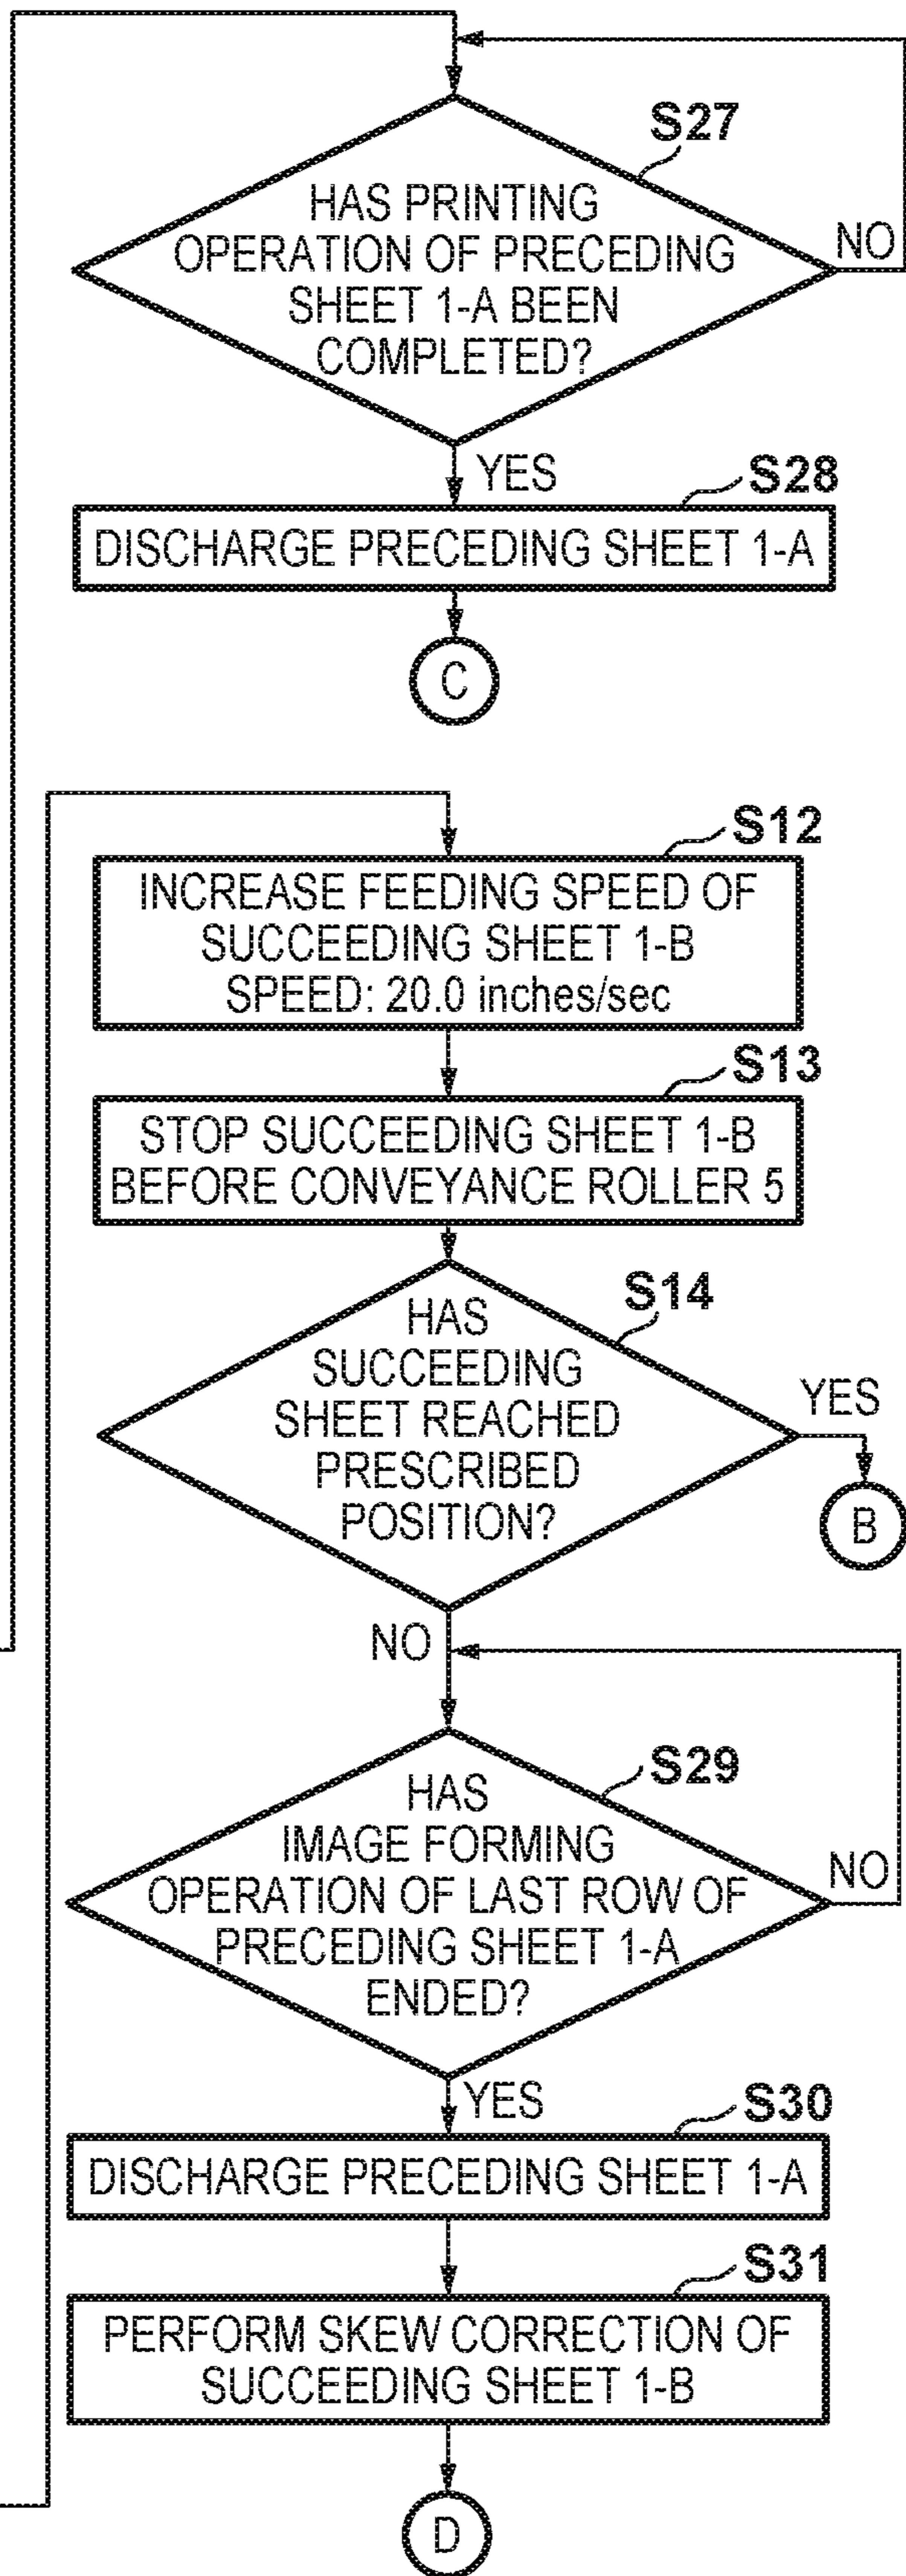 S27
HAS PRINTING
OPERATION OF PRECEDING
SHEET 1-A BEEN
COMPLETED?
NO
YES
S28
DISCHARGE PRECEDING SHEET 1-A
C
S12
INCREASE FEEDING SPEED OF
SUCCEEDING SHEET 1-B
SPEED: 20.0 inches/sec
S13
STOP SUCCEEDING SHEET 1-B
BEFORE CONVEYANCE ROLLER 5
S14
HAS
SUCCEEDING
SHEET REACHED
PRESCRIBED
POSITION?
YES
B
NO
S29
HAS
IMAGE FORMING
OPERATION OF LAST ROW OF
PRECEDING SHEET 1-A
ENDED?
NO
YES
S30
DISCHARGE PRECEDING SHEET 1-A
S31
PERFORM SKEW CORRECTION OF
SUCCEEDING SHEET 1-B
D